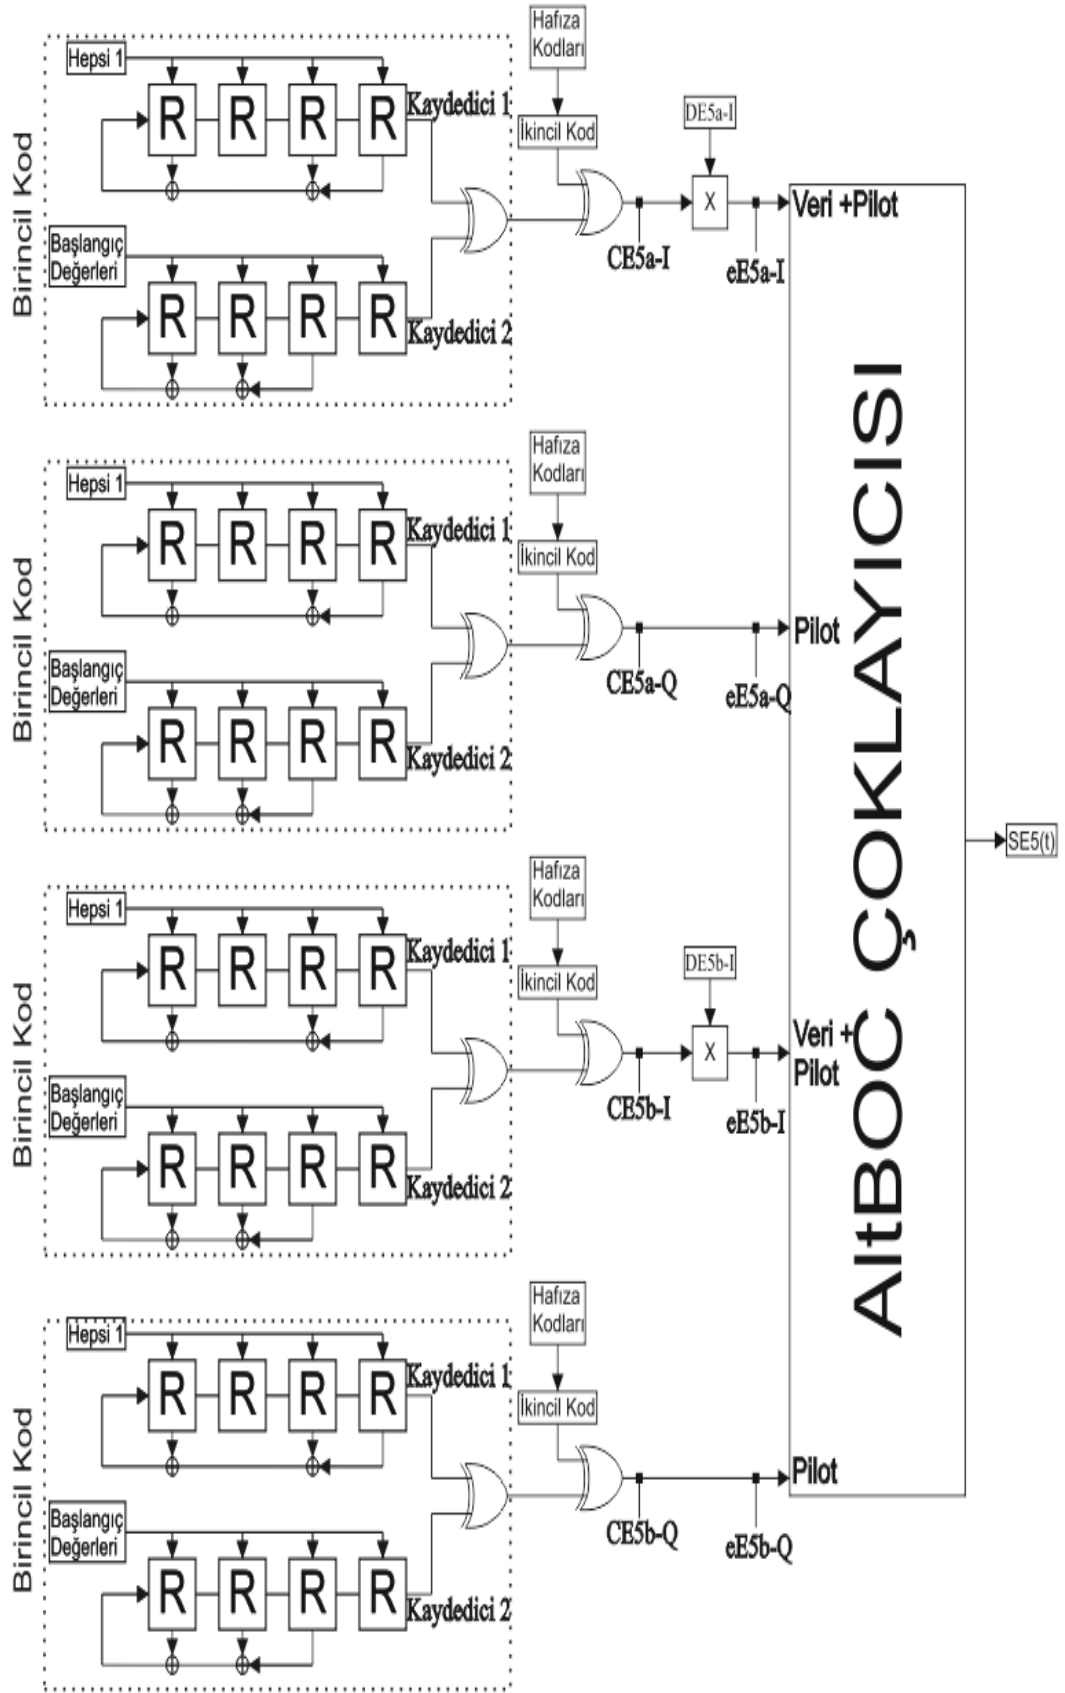 Birincil Kod
Hepsi 1
R R R R
Kaydedici 1
Başlangıç
Değerleri
R R R R
Kaydedici 2
Hafıza
Kodları
İkincil Kod
CE5a-I
DE5a-I
X
eE5a-I
Veri +Pilot
Birincil Kod
Hepsi 1
R R R R
Kaydedici 1
Başlangıç
Değerleri
R R R R
Kaydedici 2
Hafıza
Kodları
İkincil Kod
CE5a-Q
eE5a-Q
Pilot
Birincil Kod
Hepsi 1
R R R R
Kaydedici 1
Başlangıç
Değerleri
R R R R
Kaydedici 2
Hafıza
Kodları
İkincil Kod
CE5b-I
DE5b-I
X
eE5b-I
Veri +
Pilot
Birincil Kod
Hepsi 1
R R R R
Kaydedici 1
Başlangıç
Değerleri
R R R R
Kaydedici 2
Hafıza
Kodları
İkincil Kod
CE5b-Q
eE5b-Q
Pilot
AltBOC ÇOKLAYICISI
SE5(t)